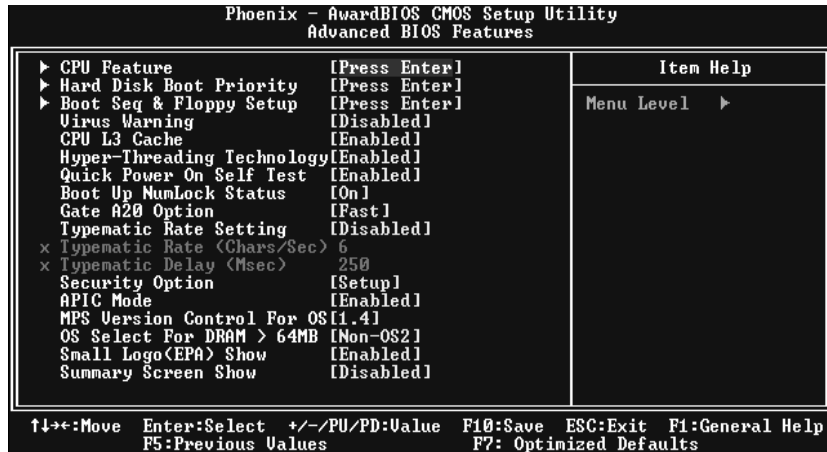 Phoenix - AwardBIOS CMOS Setup Utility
Advanced BIOS Features
► CPU Feature [Press Enter]
► Hard Disk Boot Priority [Press Enter]
► Boot Seq & Floppy Setup [Press Enter]
Virus Warning [Disabled]
CPU L3 Cache [Enabled]
Hyper-Threading Technology[Enabled]
Quick Power On Self Test [Enabled]
Boot Up NumLock Status [On]
Gate A20 Option [Fast]
Typematic Rate Setting [Disabled]
x Typematic Rate (Chars/Sec) 6
x Typematic Delay (Msec) 250
Security Option [Setup]
APIC Mode [Enabled]
MPS Version Control For OS[1.4]
OS Select For DRAM > 64MB [Non-OS2]
Small Logo(EPA) Show [Enabled]
Summary Screen Show [Disabled]
Item Help
Menu Level ►
↑↓→←:Move Enter:Select +/-/PU/PD:Value F10:Save ESC:Exit F1:General Help
F5:Previous Values F7: Optimized Defaults